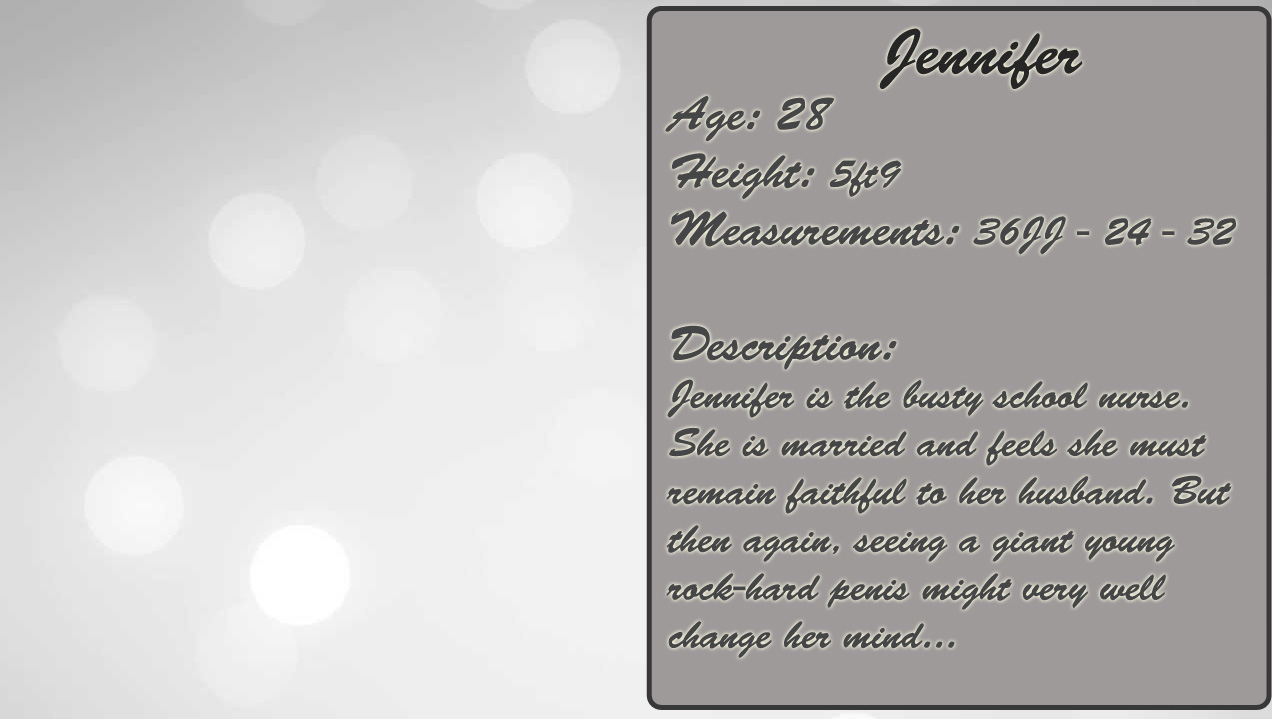 Jennifer
Age: 28
Height: 5ft9
Measurements: 36JJ - 24 - 32
Description:
Jennifer is the busty school nurse.
She is married and feels she must
remain faithful to her husband. But
then again, seeing a giant young
rock-hard penis might very well
change her mind...